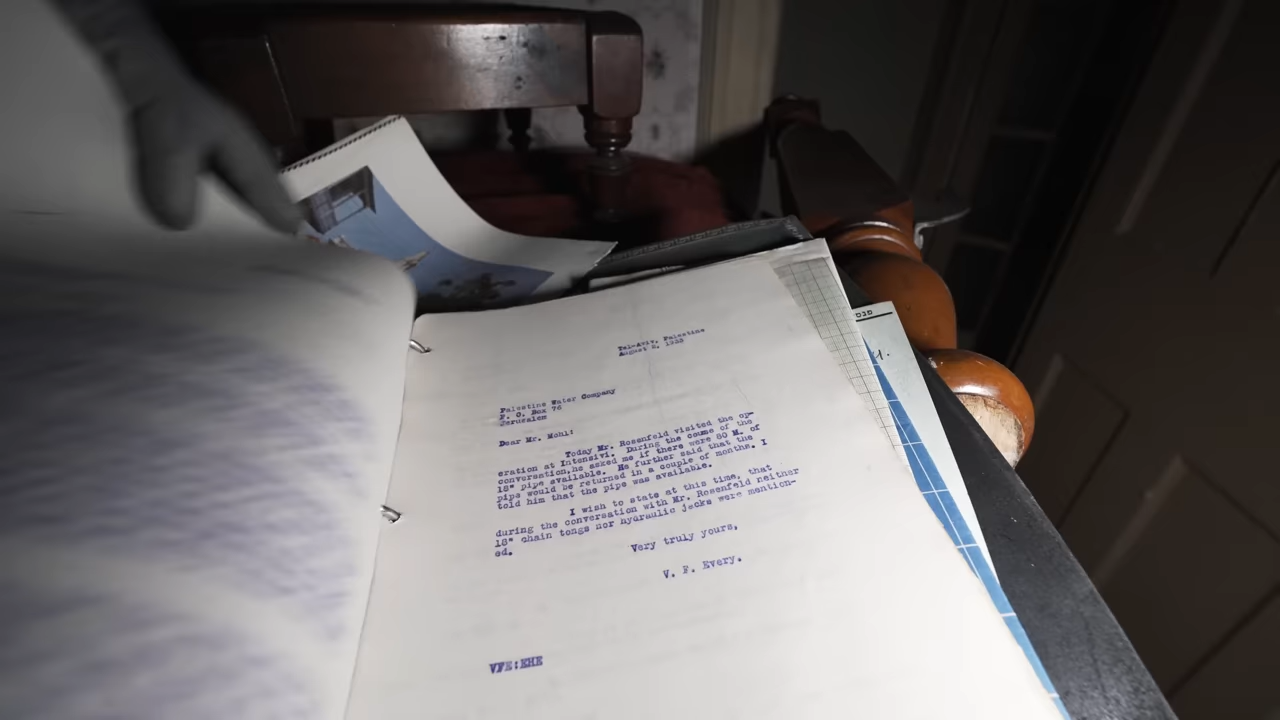 Tel-Aviv, Palestine
August 2, 1933
Palestine Water Company
P. O. Box 76
Jerusalem
Dear Mr. Mohl:
Today Mr. Rosenfeld visited the op-
eration at Intensivi. During the course of the
conversation,he asked me if there were 80 M. of
18" pipe available. He further said that the
pipe would be returned in a couple of months. I
told him that the pipe was available.
I wish to state at this time, that
during the conversation with Mr. Rosenfeld neither
18" chain tongs nor hydraulic jacks were mention-
ed.
Very truly yours,
V. F. Every.
VFE:EHE